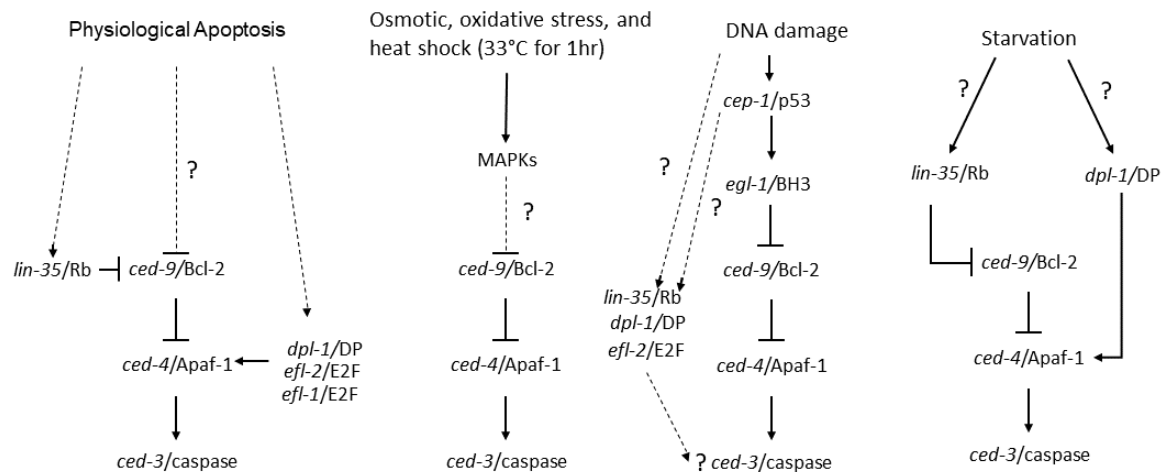 Physiological Apoptosis
?
lin-35/Rb
ced-9/Bcl-2
ced-4/Apaf-1
dpl-1/DP
efl-2/E2F
efl-1/E2F
ced-3/caspase
Osmotic, oxidative stress, and
heat shock (33°C for 1hr)
MAPKs
?
ced-9/Bcl-2
ced-4/Apaf-1
ced-3/caspase
DNA damage
cep-1/p53
?
egl-1/BH3
?
ced-9/Bcl-2
lin-35/Rb
dpl-1/DP
efl-2/E2F
ced-4/Apaf-1
? ced-3/caspase
Starvation
? ?
lin-35/Rb dpl-1/DP
ced-9/Bcl-2
ced-4/Apaf-1
ced-3/caspase